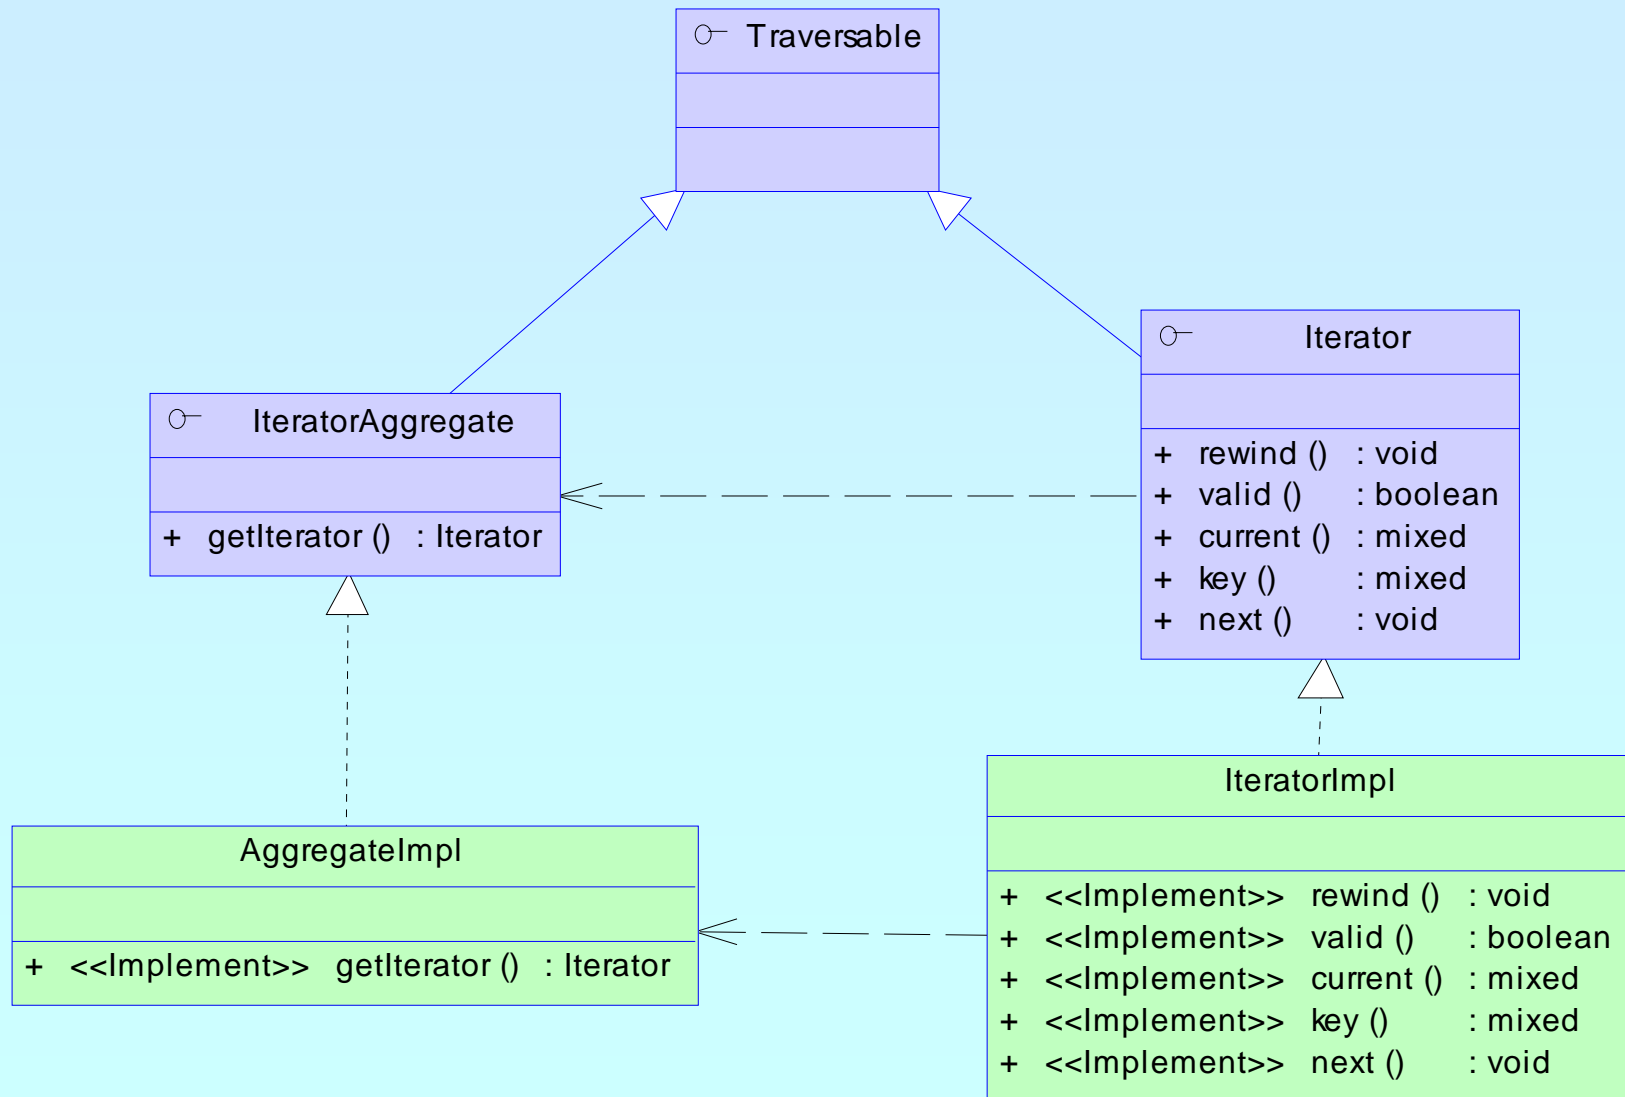 Traversable
Iterator
+ rewind () : void
+ valid () : boolean
+ current () : mixed
+ key () : mixed
+ next () : void
IteratorAggregate
+ getIterator () : Iterator
IteratorImpl
+ <<Implement>> rewind () : void
+ <<Implement>> valid () : boolean
+ <<Implement>> current () : mixed
+ <<Implement>> key () : mixed
+ <<Implement>> next () : void
AggregateImpl
+ <<Implement>> getIterator () : Iterator